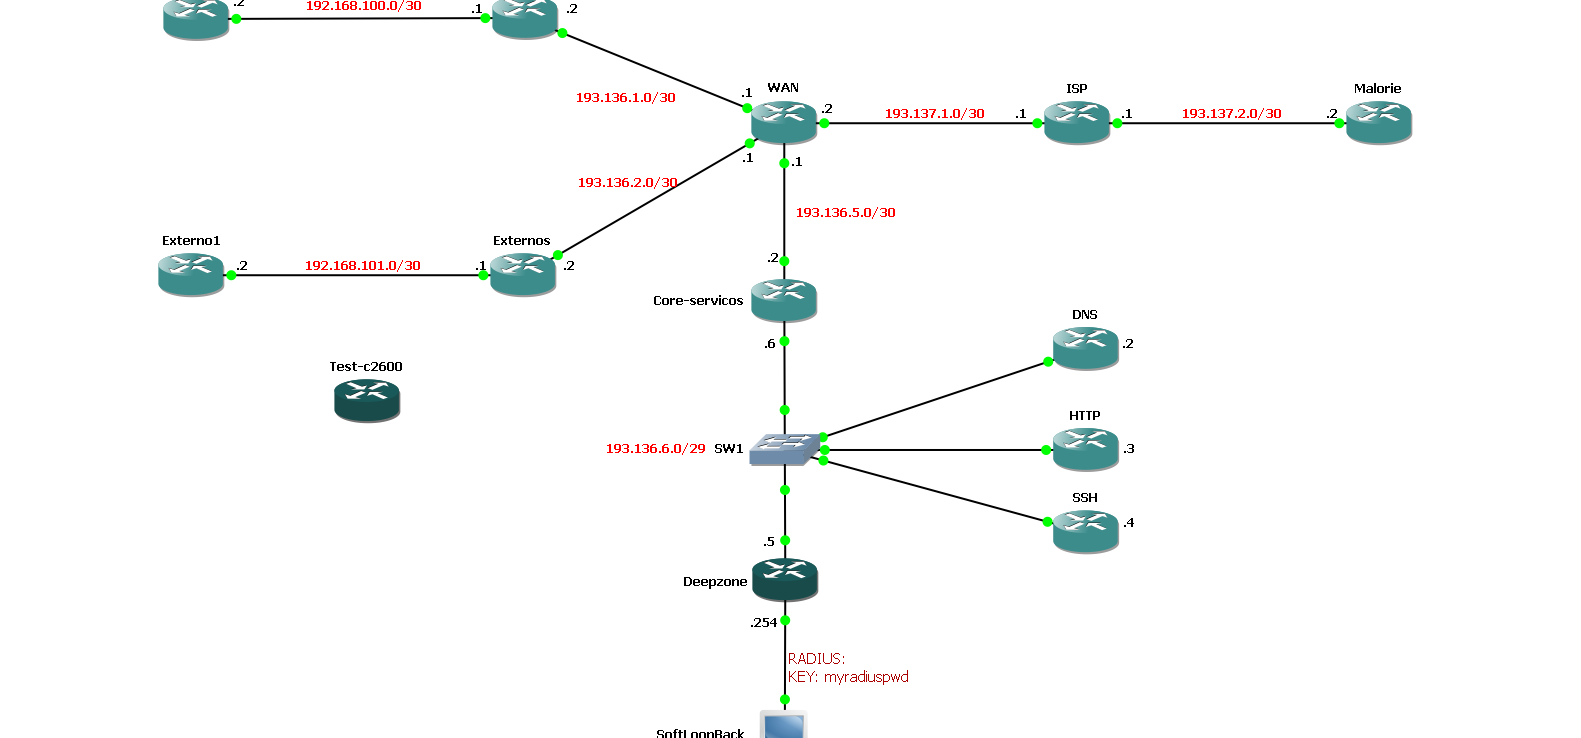 .2
192.168.100.0/30
.1
.2
193.136.1.0/30
.1
WAN
.2
193.137.1.0/30
.1
ISP
.1
193.137.2.0/30
.2
Malorie
.1
193.136.2.0/30
.1
193.136.5.0/30
Externo1
.2
192.168.101.0/30
.1
Externos
.2
.2
Core-servicos
.6
DNS
.2
Test-c2600
HTTP
.3
193.136.6.0/29
SW1
SSH
.4
.5
Deepzone
.254
RADIUS:
KEY: myradiuspwd
SoftLoopBack